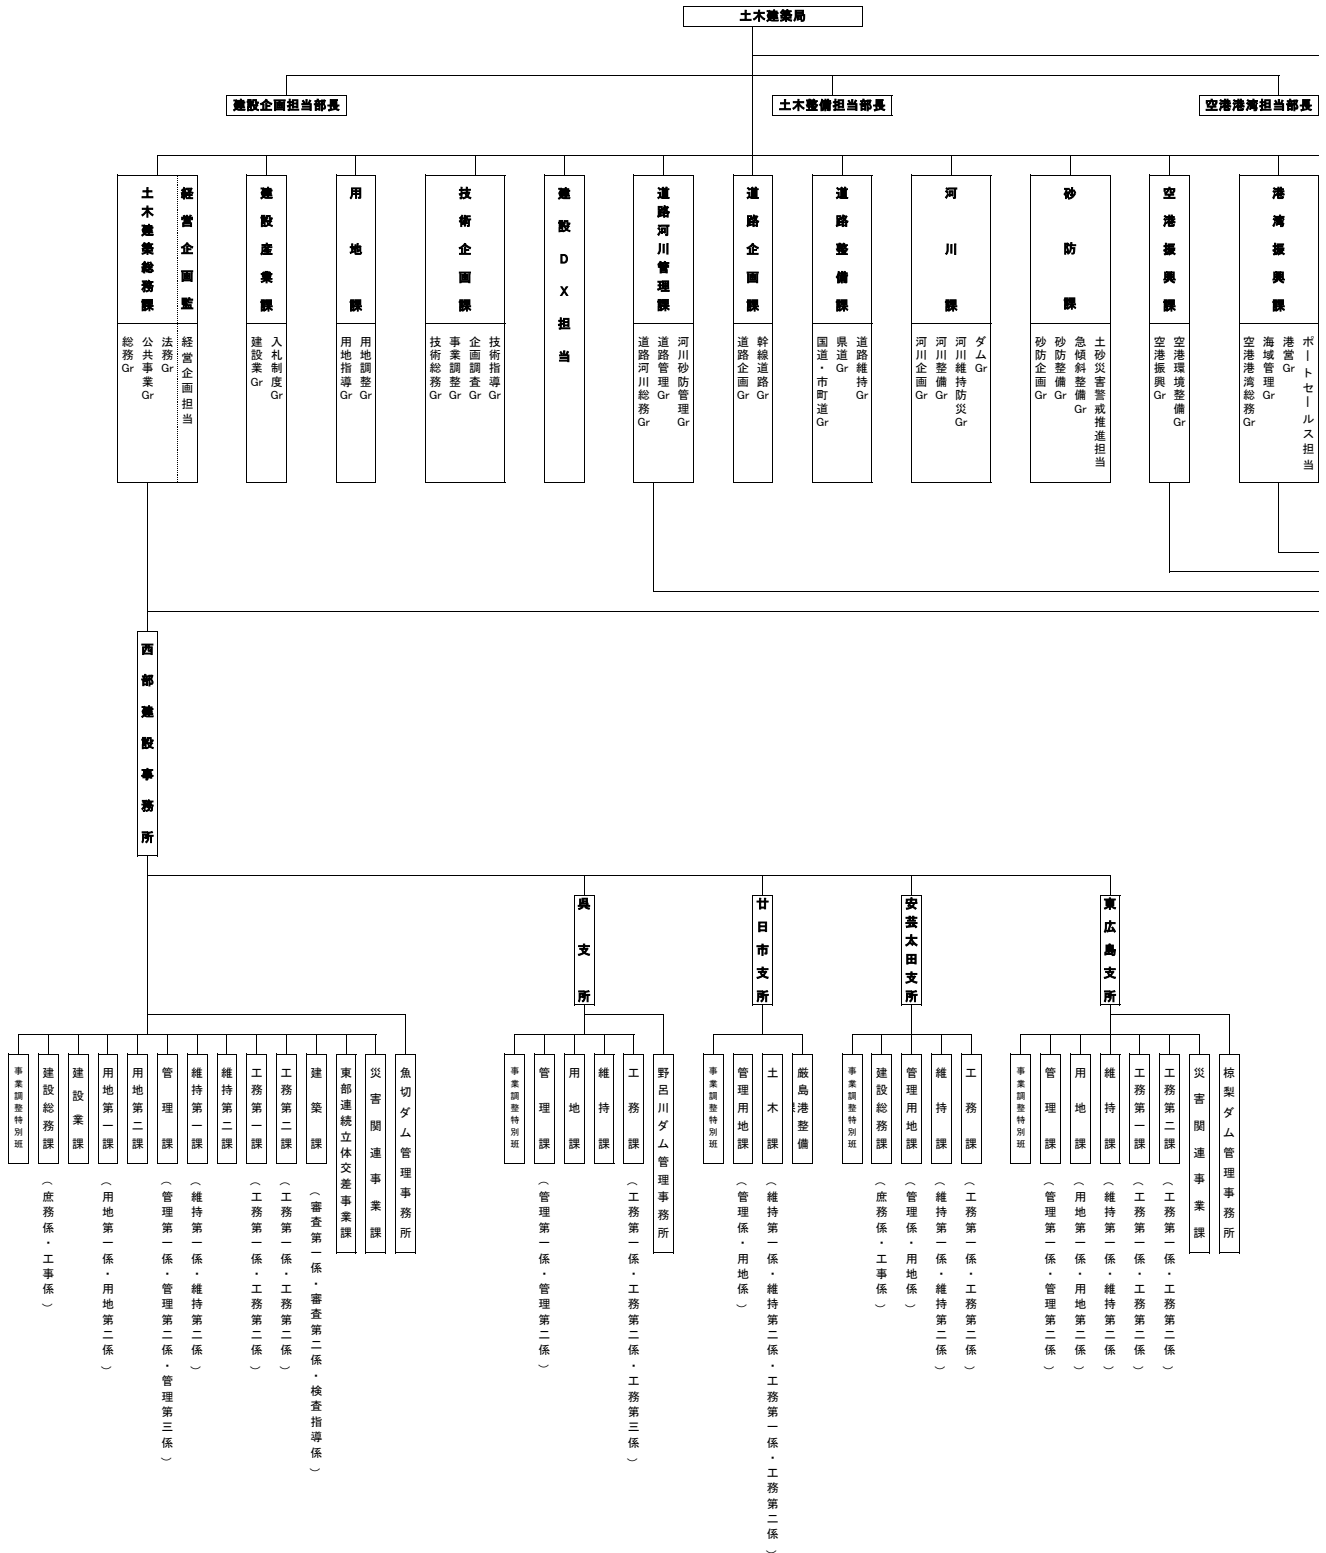 土木建築局
建設企画担当部長
土木整備担当部長
空港港湾担当部長
土木建築総務課
経営企画監
総務Gr
公共事業Gr
法務Gr
経営企画担当
建設産業課
建設業Gr
入札制度Gr
用地課
用地指導Gr
用地調整Gr
技術企画課
技術総務Gr
事業調整Gr
企画調査Gr
技術指導Gr
建設DX担当
道路河川管理課
道路河川総務Gr
道路管理Gr
河川砂防管理Gr
道路企画課
道路企画Gr
幹線道路Gr
道路整備課
国道・市町道Gr
県道Gr
道路維持Gr
河川課
河川企画Gr
河川整備Gr
河川維持防災Gr
ダムGr
砂防課
砂防企画Gr
砂防整備Gr
急傾斜整備Gr
土砂災害警戒推進担当
空港振興課
空港振興Gr
空港環境整備Gr
港湾振興課
空港港湾総務Gr
海域管理Gr
港営Gr
ポートセールス担当
西部建設事務所
事業調整特別班
建設総務課
（庶務係・工事係）
建設業課
用地第一課
（用地第一係・用地第二係）
用地第二課
管理課
（管理第一係・管理第二係・管理第三係）
維持第一課
（維持第一係・維持第二係）
維持第二課
工務第一課
（工務第一係・工務第二係）
工務第二課
（工務第一係・工務第二係）
建築課
（審査第一係・審査第二係・検査指導係）
東部連続立体交差事業課
災害関連事業課
魚切ダム管理事務所
呉支所
事業調整特別班
管理課
（管理第一係・管理第二係）
用地課
維持課
工務課
（工務第一係・工務第二係・工務第三係）
野呂川ダム管理事務所
廿日市支所
事業調整特別班
管理用地課
（管理係・用地係）
土木課
（維持第一係・維持第二係・工務第一係・工務第二係）
厳島港整備
安芸太田支所
事業調整特別班
建設総務課
（庶務係・工事係）
管理用地課
（管理係・用地係）
維持課
（維持第一係・維持第二係）
工務課
（工務第一係・工務第二係）
東広島支所
事業調整特別班
管理課
（管理第一係・管理第二係）
用地課
（用地第一係・用地第二係）
維持課
（維持第一係・維持第二係）
工務第一課
（工務第一係・工務第二係）
工務第二課
（工務第一係・工務第二係）
災害関連事業課
椋梨ダム管理事務所